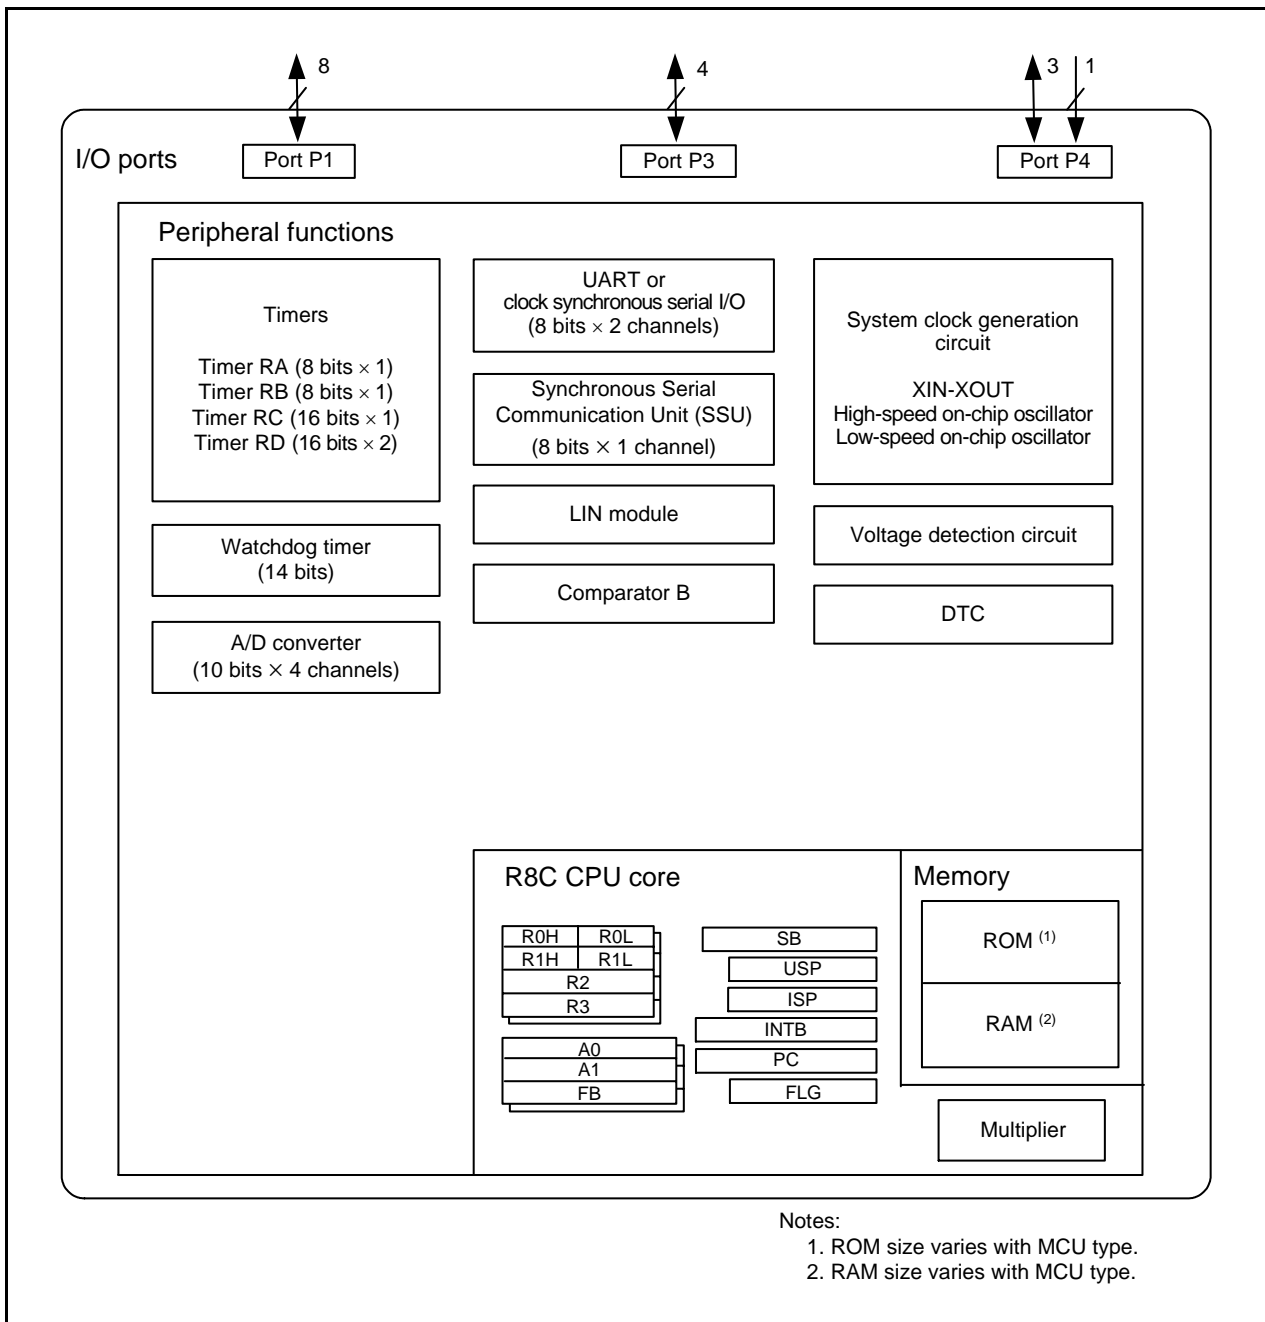 8
4
3
1
I/O ports
Port P1
Port P3
Port P4
Peripheral functions
Timers
Timer RA (8 bits × 1)
Timer RB (8 bits × 1)
Timer RC (16 bits × 1)
Timer RD (16 bits × 2)
Watchdog timer
(14 bits)
A/D converter
(10 bits × 4 channels)
UART or
clock synchronous serial I/O
(8 bits × 2 channels)
Synchronous Serial
Communication Unit (SSU)
(8 bits × 1 channel)
LIN module
Comparator B
System clock generation
circuit
XIN-XOUT
High-speed on-chip oscillator
Low-speed on-chip oscillator
Voltage detection circuit
DTC
R8C CPU core
R0H R0L
R1H R1L
R2
R3
A0
A1
FB
SB
USP
ISP
INTB
PC
FLG
Memory
ROM (1)
RAM (2)
Multiplier
Notes:
1. ROM size varies with MCU type.
2. RAM size varies with MCU type.